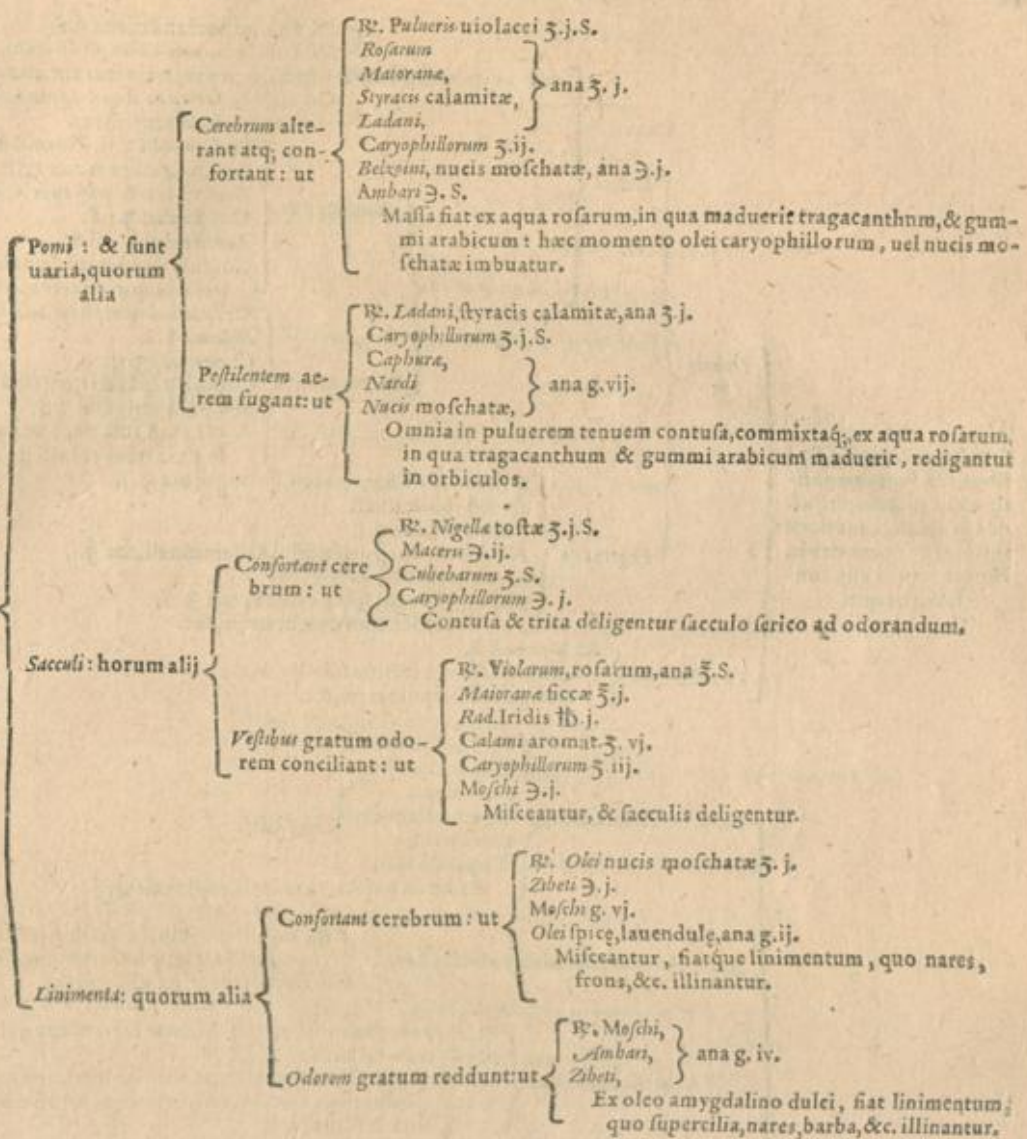 ℞. Pulueris uiolacei ʒ.j.S.
Roſarum
Maioranæ,
Styracis calamitæ,
Ladani,
ana ʒ. j.
Caryophillorum ʒ.ij.
Belzoini, nucis moſchatæ, ana ℈.j.
Ambari ℈. S.
Maſſa fiat ex aqua roſarum,in qua maduerit tragacanthnm,& gum-
mi arabicum : hæc momento olei caryophillorum , uel nucis mo-
ſchatæ imbuatur.
Cerebrum alte-
rant atq; con-
fortant : ut
Pomi : & ſunt
uaria,quorum
alia
℞. Ladani,ſtyracis calamitæ,ana ʒ.j.
Caryophillorum ʒ.j.S.
Caphuræ,
Nardi
Nucis moſchatæ,
ana g.vij.
Peſtilentem ae-
rem fugant:ut
Omnia in puluerem tenuem contuſa,commixtaq;,ex aqua roſarum,
in qua tragacanthum & gummi arabicum maduerit, redigantur
in orbiculos.
℞. Nigellæ toſtæ ʒ.j.S.
Maceris ℈.ij.
Cubebarum ʒ.S.
Caryophillorum ℈. j.
Contuſa & trita deligentur ſacculo ſerico ad odorandum.
Confortant cere
brum : ut
Sacculi : horum alij
℞. Violarum,roſarum,ana ℥.S.
Maioranæ ſiccæ ℥.j.
Rad.Iridis ℔.j.
Calami aromat.ʒ. vj.
Caryophillorum ʒ iij.
Moſchi ℈.j.
Miſceantur, & ſacculis deligentur.
Veſtibus gratum odo-
rem conciliant : ut
℞. Olei nucis moſchatæ ʒ. j.
Zibeti ℈.j.
Moſchi g. vj.
Olei ſpicę,lauendulę,ana g.ij.
Miſceantur , fiatque linimentum , quo nares,
frons,&c. illinantur.
Confortant cerebrum : ut
Linimenta: quorum alia
℞. Moſchi,
Ambari,
Zibeti,
ana g. iv.
Odorem gratum reddunt:ut
Ex oleo amygdalino dulci, fiat linimentum,
quo ſupercilia,nares,barba,&c. illinantur.